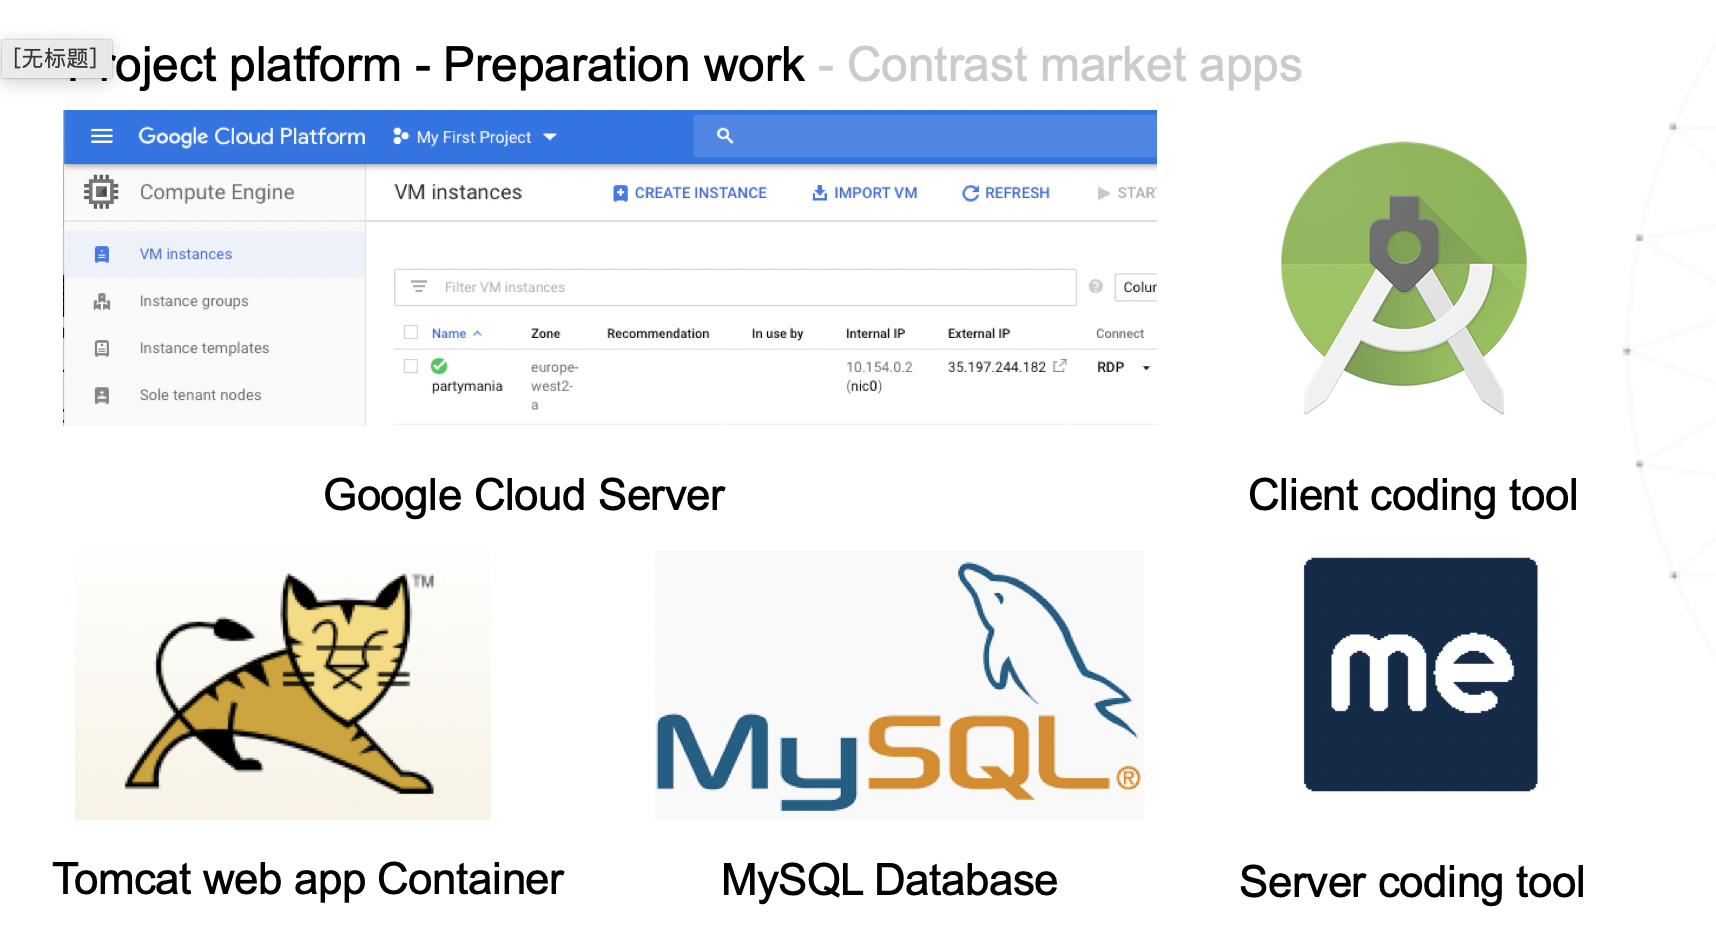 [无标题]
Project platform - Preparation work - Contrast market apps
Google Cloud Platform My First Project
Compute Engine VM instances CREATE INSTANCE IMPORT VM REFRESH START
VM instances
Filter VM instances ? Colum
Instance groups
Name Zone Recommendation In use by Internal IP External IP Connect
Instance templates
partymania europe-west2-a 10.154.0.2 (nic0) 35.197.244.182 RDP
Sole tenant nodes
Google Cloud Server
Client coding tool
TM
MySQL®
me
Tomcat web app Container
MySQL Database
Server coding tool